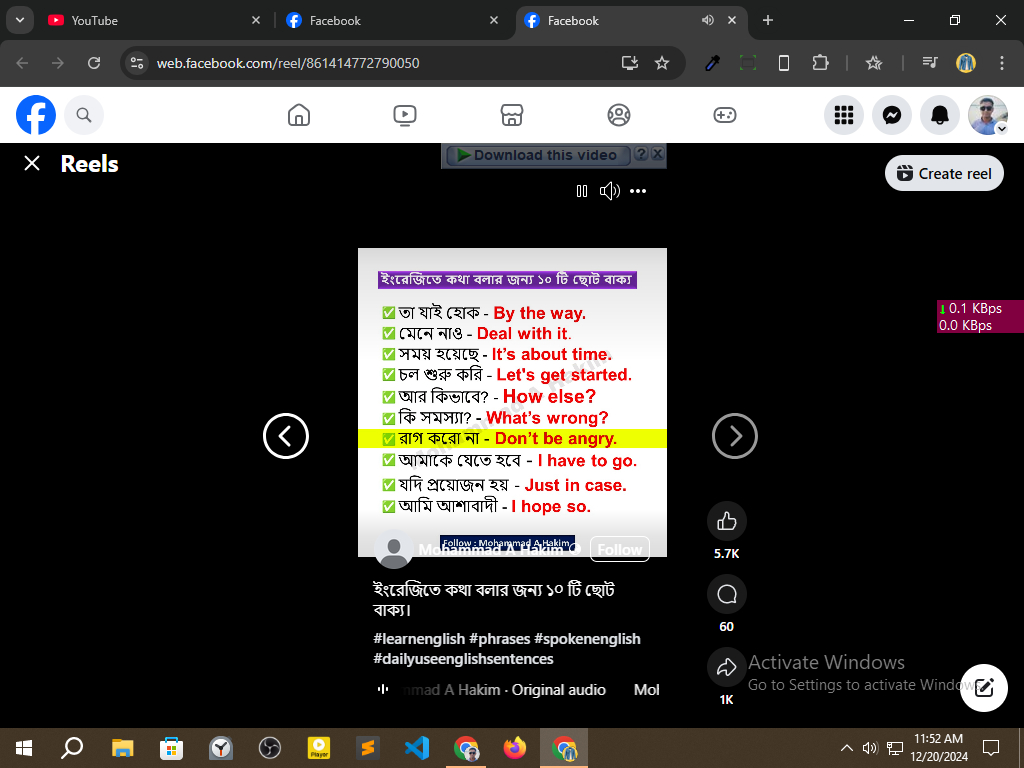 YouTube
Facebook
Facebook
web.facebook.com/reel/861414772790050
Reels
Download this video
?
Create reel
ইংরেজিতে কথা বলার জন্য ১০ টি ছোট বাক্য
✅ তা যাই হোক - By the way.
✅ মেনে নাও - Deal with it.
✅ সময় হয়েছে - It's about time.
✅ চল শুরু করি - Let's get started.
✅ আর কিভাবে? - How else?
✅ কি সমস্যা? - What's wrong?
✅ রাগ করো না - Don't be angry.
✅ আমাকে যেতে হবে - I have to go.
✅ যদি প্রয়োজন হয় - Just in case.
✅ আমি আশাবাদী - I hope so.
Mohammad A Hakim
Follow : Mohammad A Hakim
Mohammad A Hakim
Follow
ইংরেজিতে কথা বলার জন্য ১০ টি ছোট
বাক্য।
#learnenglish #phrases #spokenenglish
#dailyuseenglishsentences
mmad A Hakim · Original audio Mol
0.1 KBps
0.0 KBps
5.7K
60
1K
Activate Windows
Go to Settings to activate Windows.
Player
11:52 AM
12/20/2024